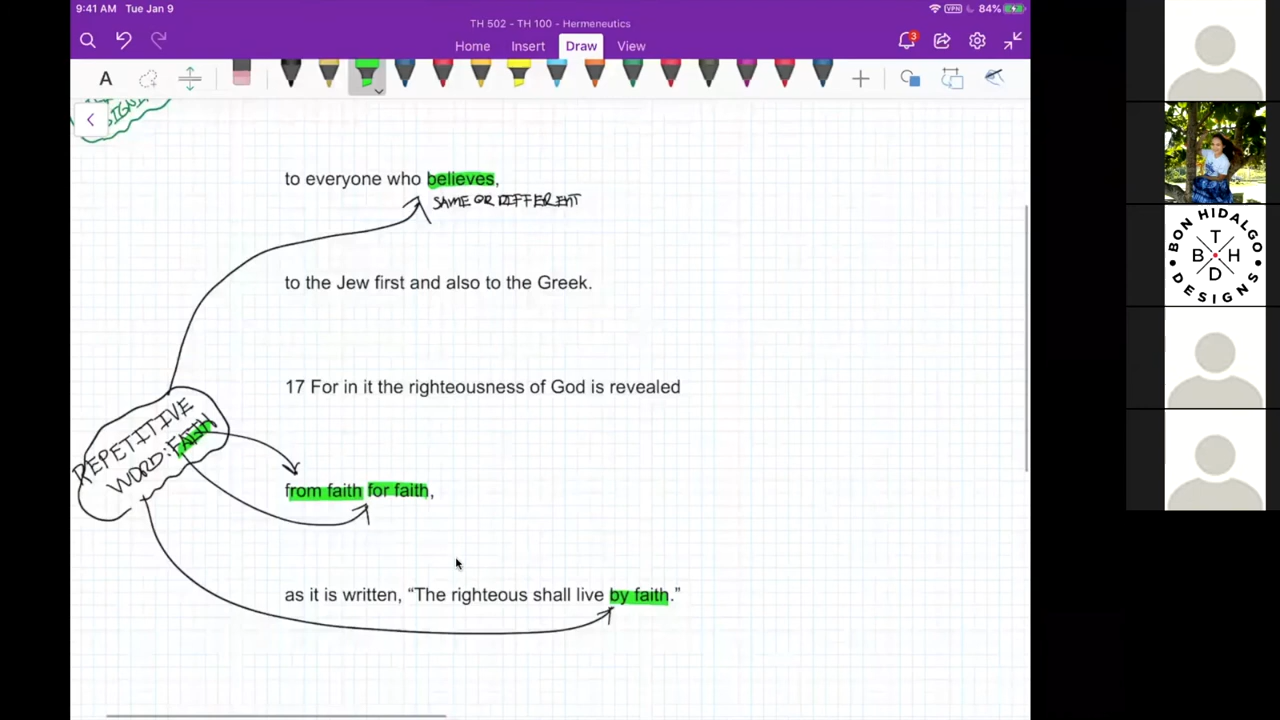 9:41 AM Tue Jan 9
VPN 84%
TH 502 - TH 100 - Hermeneutics
Home Insert Draw View
3
A
SIGN
to everyone who believes,
SAME OR DIFFERENT
to the Jew first and also to the Greek.
17 For in it the righteousness of God is revealed
REPETITIVE
WORD: FAITH
from faith for faith,
as it is written, “The righteous shall live by faith.”
BON HIDALGO
T
B H
D
DESIGNS